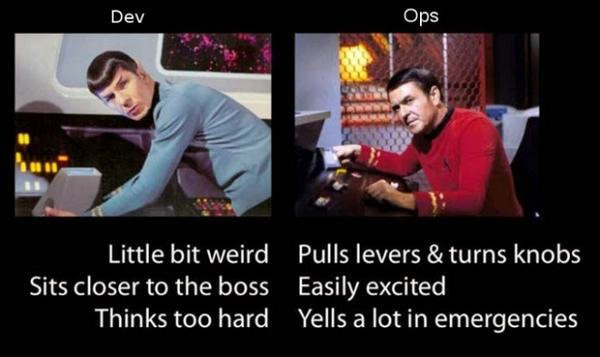 Dev
Ops
Little bit weird
Sits closer to the boss
Thinks too hard
Pulls levers & turns knobs
Easily excited
Yells a lot in emergencies